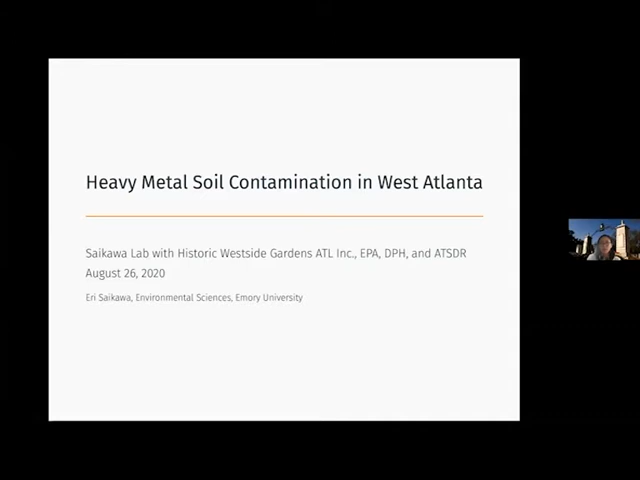 Heavy Metal Soil Contamination in West Atlanta
Saikawa Lab with Historic Westside Gardens ATL Inc., EPA, DPH, and ATSDR
August 26, 2020
Eri Saikawa, Environmental Sciences, Emory University